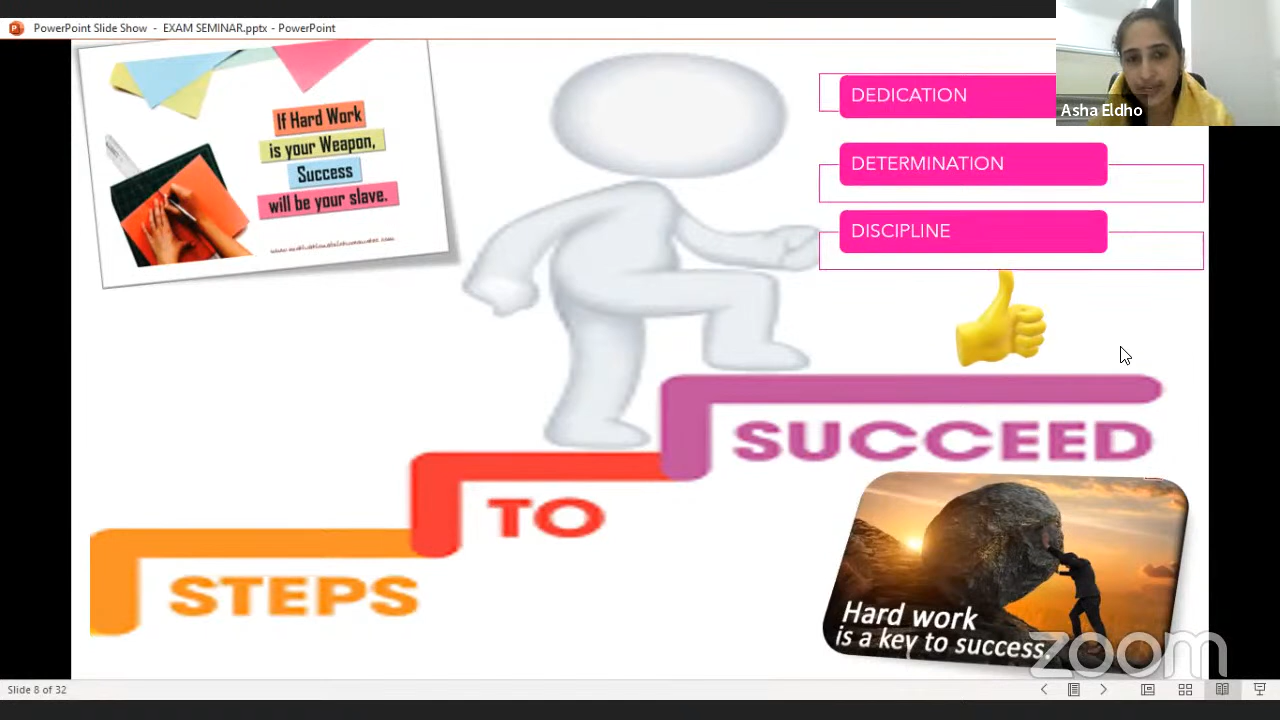 PowerPoint Slide Show - EXAM SEMINAR.pptx - PowerPoint
If Hard Work
is your Weapon,
Success
will be your slave.
DEDICATION
DETERMINATION
DISCIPLINE
Asha Eldho
SUCCEED
TO
STEPS
Hard work
is a key to success.
zoom
Slide 8 of 32